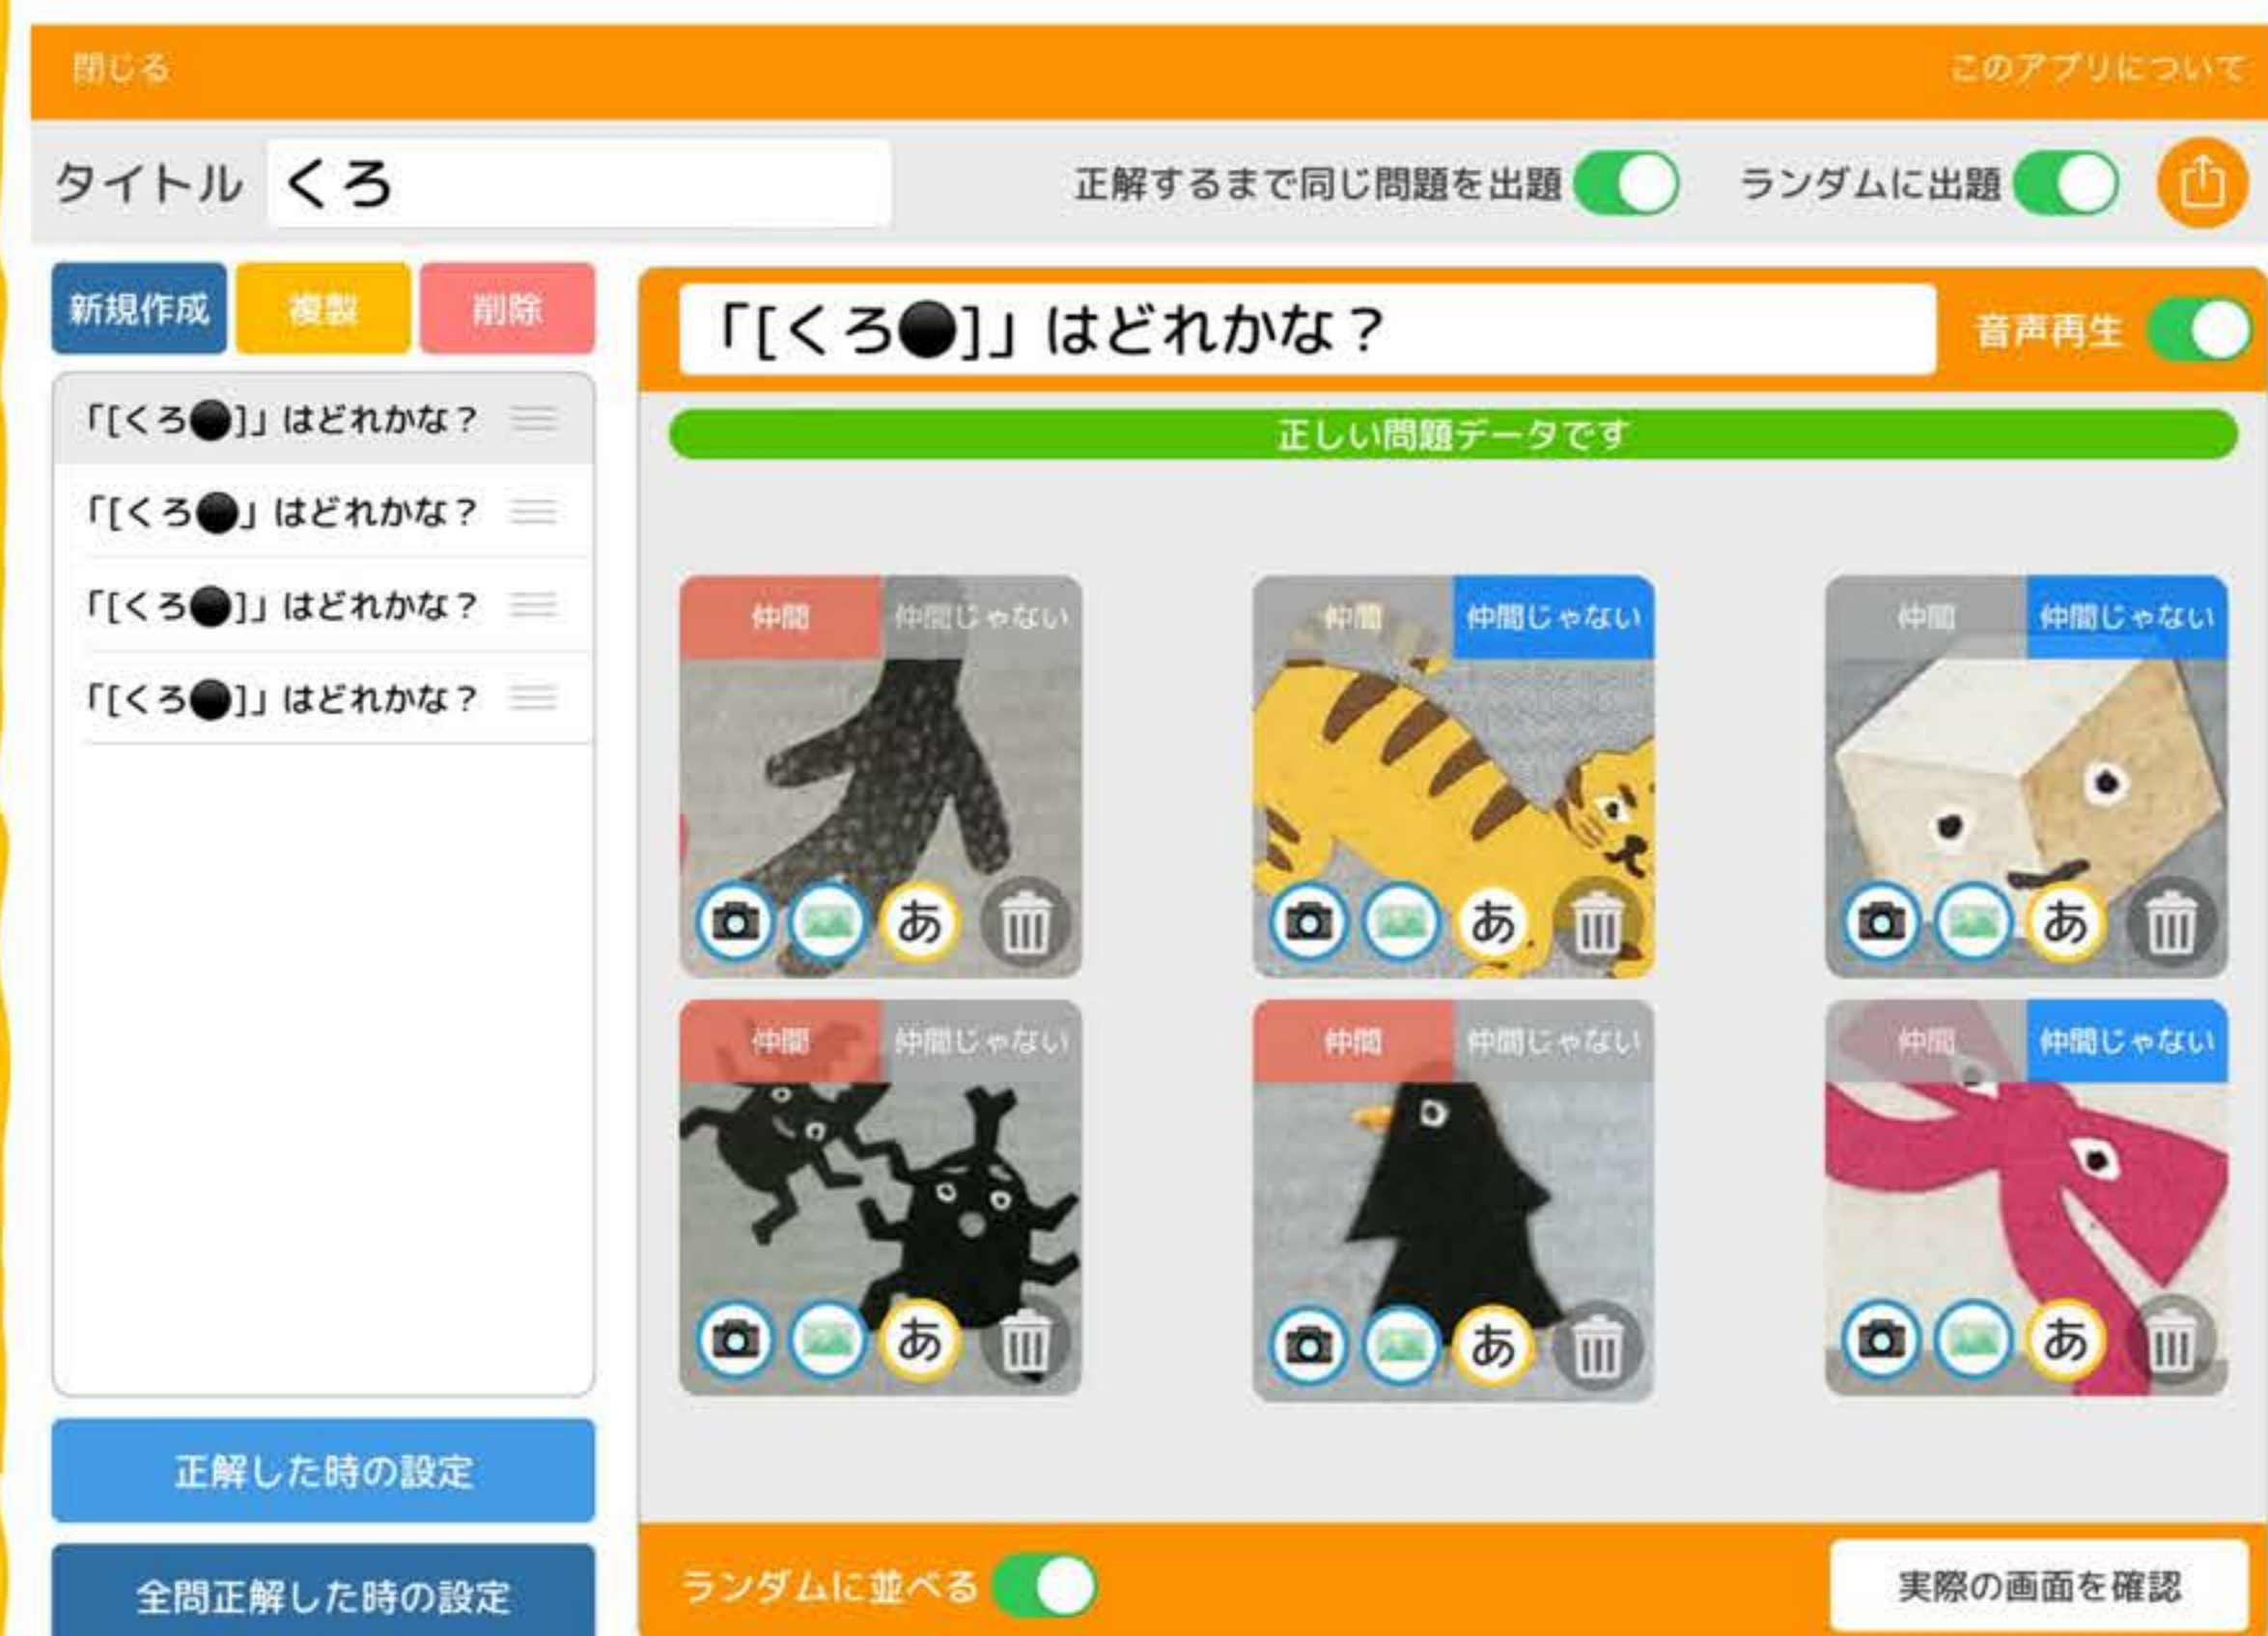 閉じる このアプリについて
タイトル くろ 正解するまで同じ問題を出題 ランダムに出題
新規作成 複製 削除
「[くろ●]」はどれかな？ 音声再生
「[くろ●]」はどれかな？
「[くろ●」はどれかな？
「[くろ●]」はどれかな？
「[くろ●]」はどれかな？
正しい問題データです
仲間 仲間じゃない 仲間 仲間じゃない 仲間 仲間じゃない
あ あ あ
仲間 仲間じゃない 仲間 仲間じゃない 仲間 仲間じゃない
あ あ あ
正解した時の設定
全問正解した時の設定
ランダムに並べる 実際の画面を確認